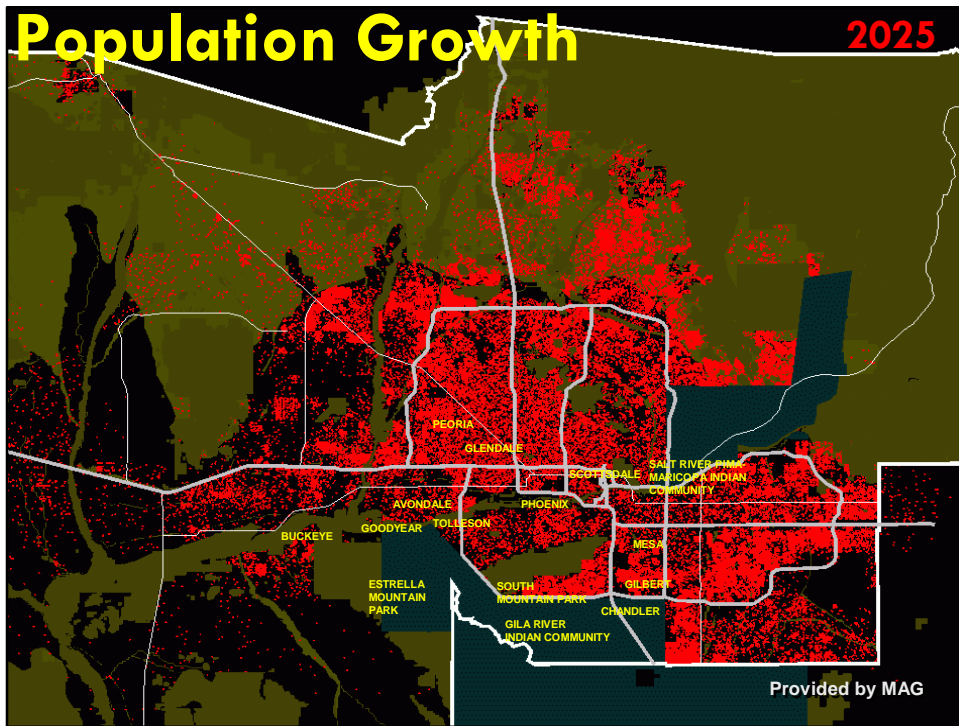 Population Growth
2025
PEORIA
GLENDALE
SCOTTSDALE
SALT RIVER PIMA-
MARICOPA INDIAN
COMMUNITY
AVONDALE
PHOENIX
GOODYEAR
TOLLESON
BUCKEYE
MESA
ESTRELLA
MOUNTAIN
PARK
SOUTH
MOUNTAIN PARK
GILBERT
CHANDLER
GILA RIVER
INDIAN COMMUNITY
Provided by MAG